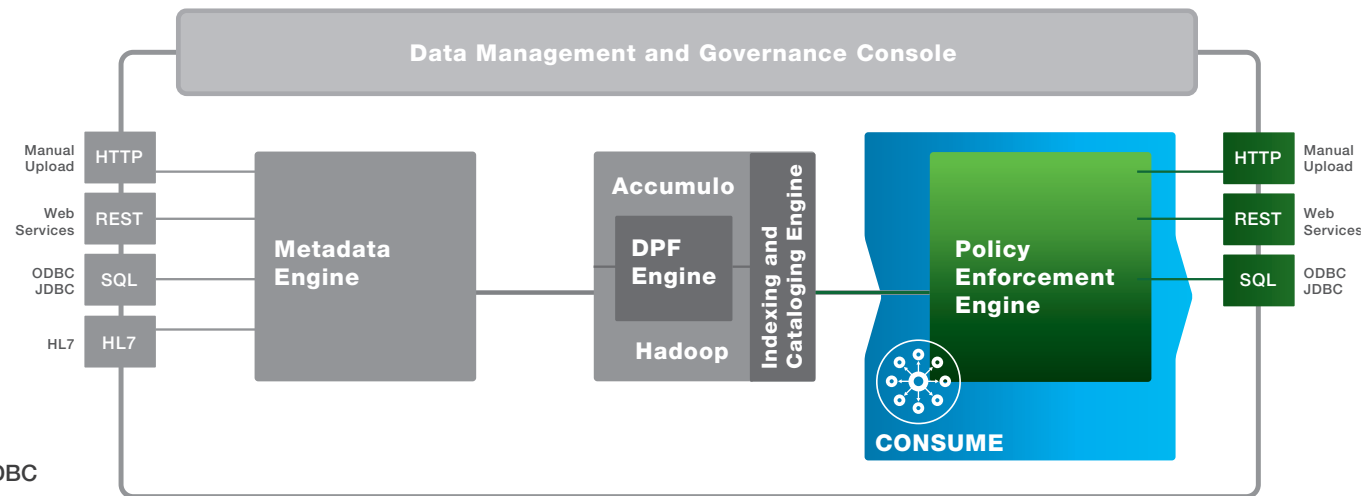 Data Management and Governance Console
Manual
Upload
HTTP
Web
Services
REST
ODBC
JDBC
SQL
HL7
HL7
Metadata
Engine
Accumulo
DPF
Engine
Hadoop
Indexing and
Cataloging Engine
Policy
Enforcement
Engine
CONSUME
HTTP
Manual
Upload
REST
Web
Services
SQL
ODBC
JDBC